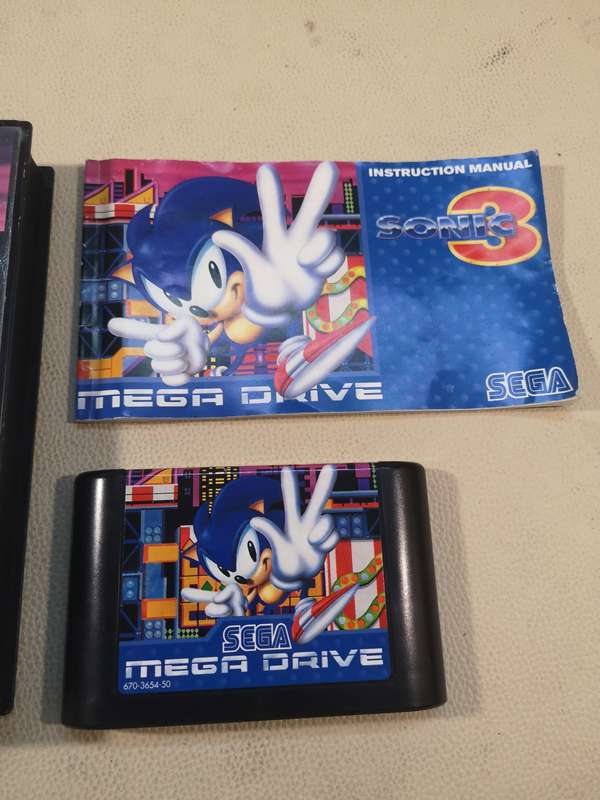 INSTRUCTION MANUAL
SONIC 3
MEGA DRIVE
SEGA
SEGA
MEGA DRIVE
670-3654-50